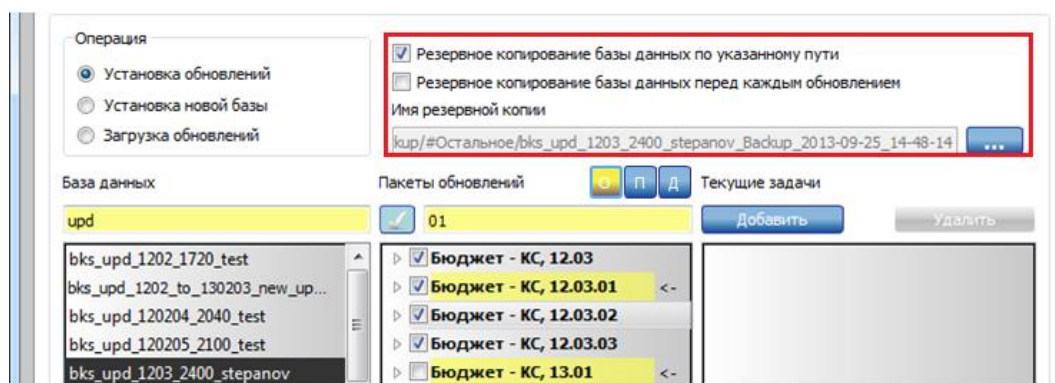 Операция
Установка обновлений
Установка новой базы
Загрузка обновлений
Резервное копирование базы данных по указанному пути
Резервное копирование базы данных перед каждым обновлением
Имя резервной копии
kup/#Остальное/bks_upd_1203_2400_stepanov_Backup_2013-09-25_14-48-14
...
База данных
Пакеты обновлений
О П Д
Текущие задачи
upd
01
Добавить
Удалить
bks_upd_1202_1720_test
bks_upd_1202_to_130203_new_up...
bks_upd_120204_2040_test
bks_upd_120205_2100_test
bks_upd_1203_2400_stepanov
Бюджет - КС, 12.03
Бюджет - КС, 12.03.01 <-
Бюджет - КС, 12.03.02
Бюджет - КС, 12.03.03
Бюджет - КС, 13.01 <-